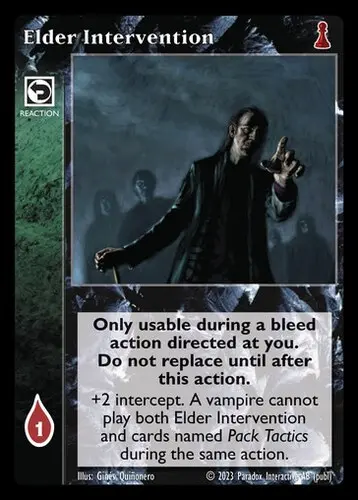 Elder Intervention
REACTION
Only usable during a bleed
action directed at you.
Do not replace until after
this action.
+2 intercept. A vampire cannot
play both Elder Intervention
and cards named Pack Tactics
during the same action.
1
Illus: Ginés Quiñonero
© 2023 Paradox Interactive AB (publ)